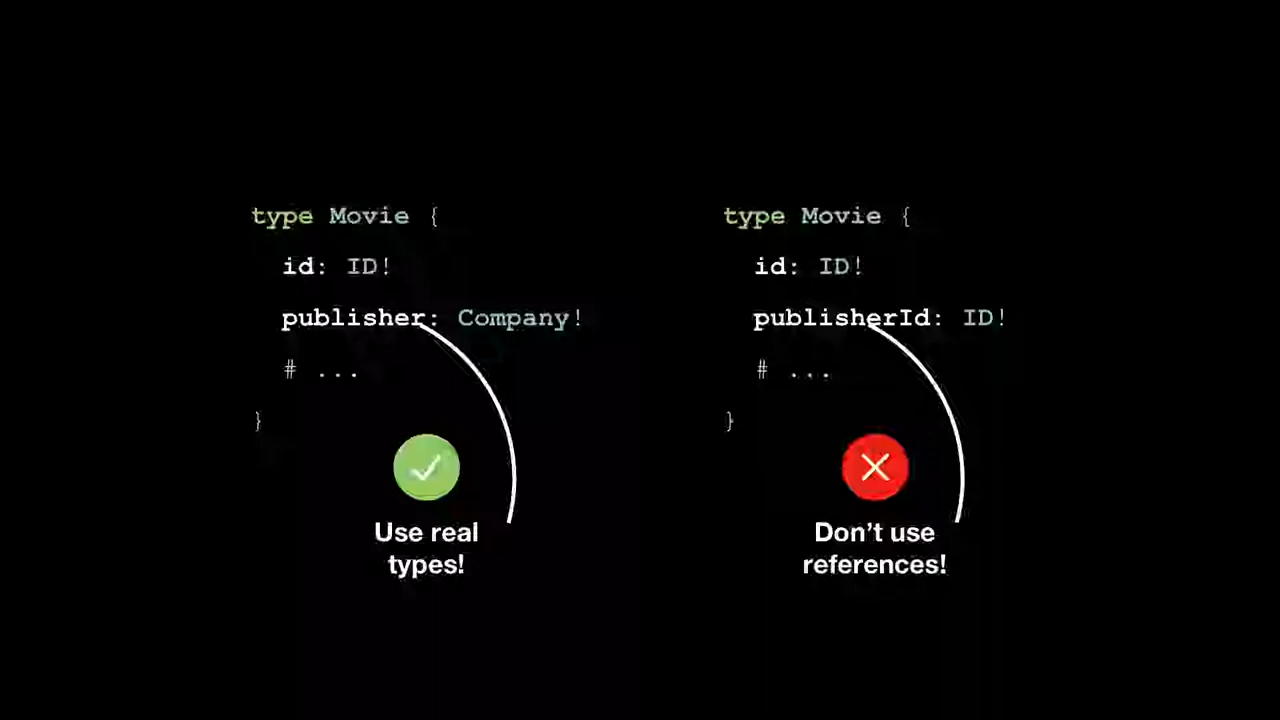 type Movie {
id: ID!
publisher: Company!
# ...
}
Use real
types!
type Movie {
id: ID!
publisherId: ID!
# ...
}
Don’t use
references!